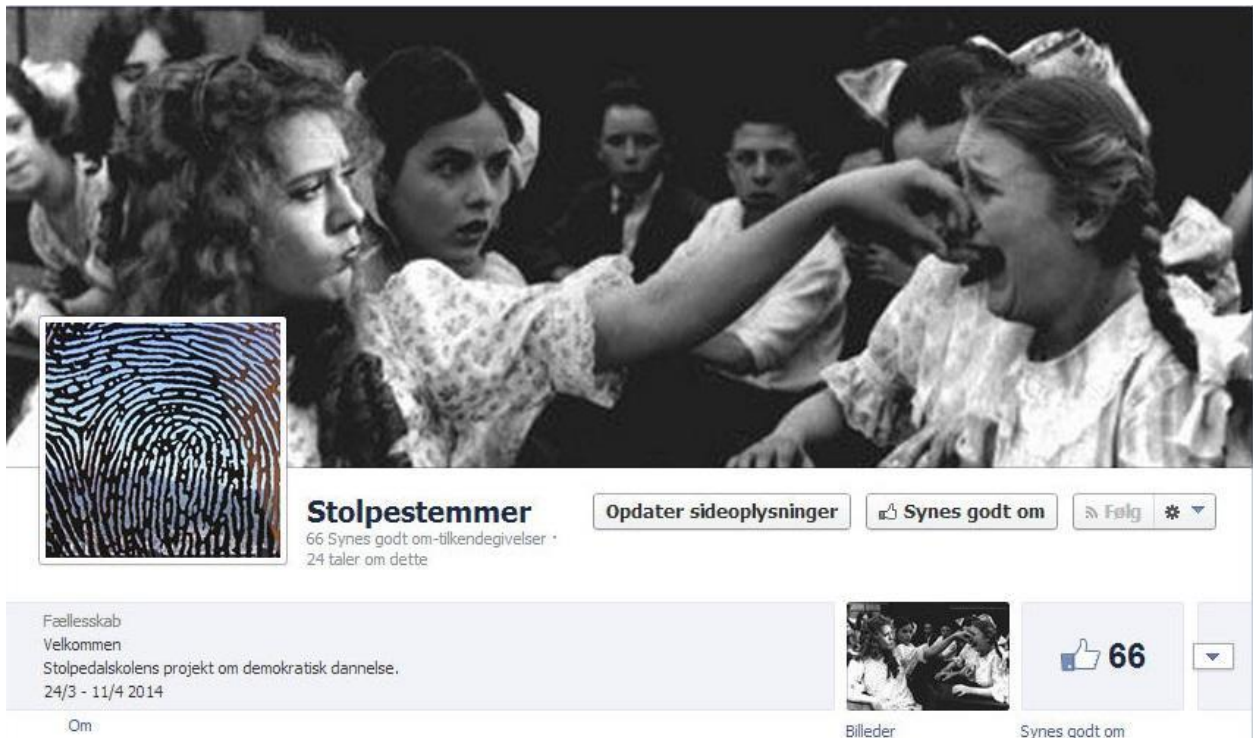 Stolpestemmer
66 Synes godt om-tilkendegivelser ·
24 taler om dette
Opdater sideoplysninger
Synes godt om
Følg
Fællesskab
Velkommen
Stolpedalskolens projekt om demokratisk dannelse.
24/3 - 11/4 2014
Om
66
Billeder
Synes godt om